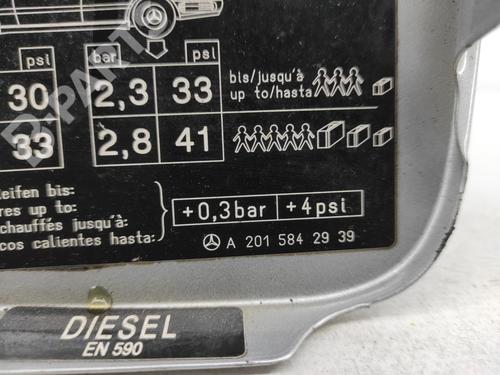 psi bar psi
30 2,3 33 bis/jusqu'à
up to/hasta
33 2,8 41
eifen bis:
res up to:
chauffés jusqu'à:
cos calientes hasta:
+0,3bar +4psi
A 201 584 29 39
DIESEL
EN 590
B-PARTS